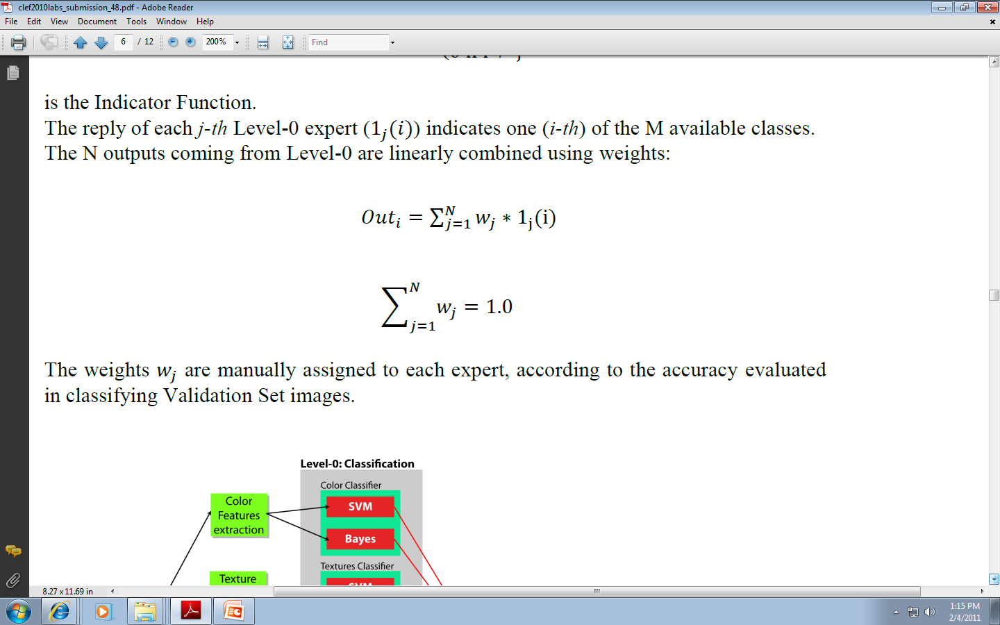 clef2010labs_submission_48.pdf - Adobe Reader
File Edit View Document Tools Window Help
6 / 12 200% Find
is the Indicator Function.
The reply of each j-th Level-0 expert (1j(i)) indicates one (i-th) of the M available classes.
The N outputs coming from Level-0 are linearly combined using weights:
Outi = ∑j=1N wj * 1j(i)
∑j=1N wj = 1.0
The weights wj are manually assigned to each expert, according to the accuracy evaluated
in classifying Validation Set images.
Level-0: Classification
Color Classifier
Color
Features
extraction
SVM
Bayes
Textures Classifier
Texture
SVM
8.27 x 11.69 in
1:15 PM
2/4/2011